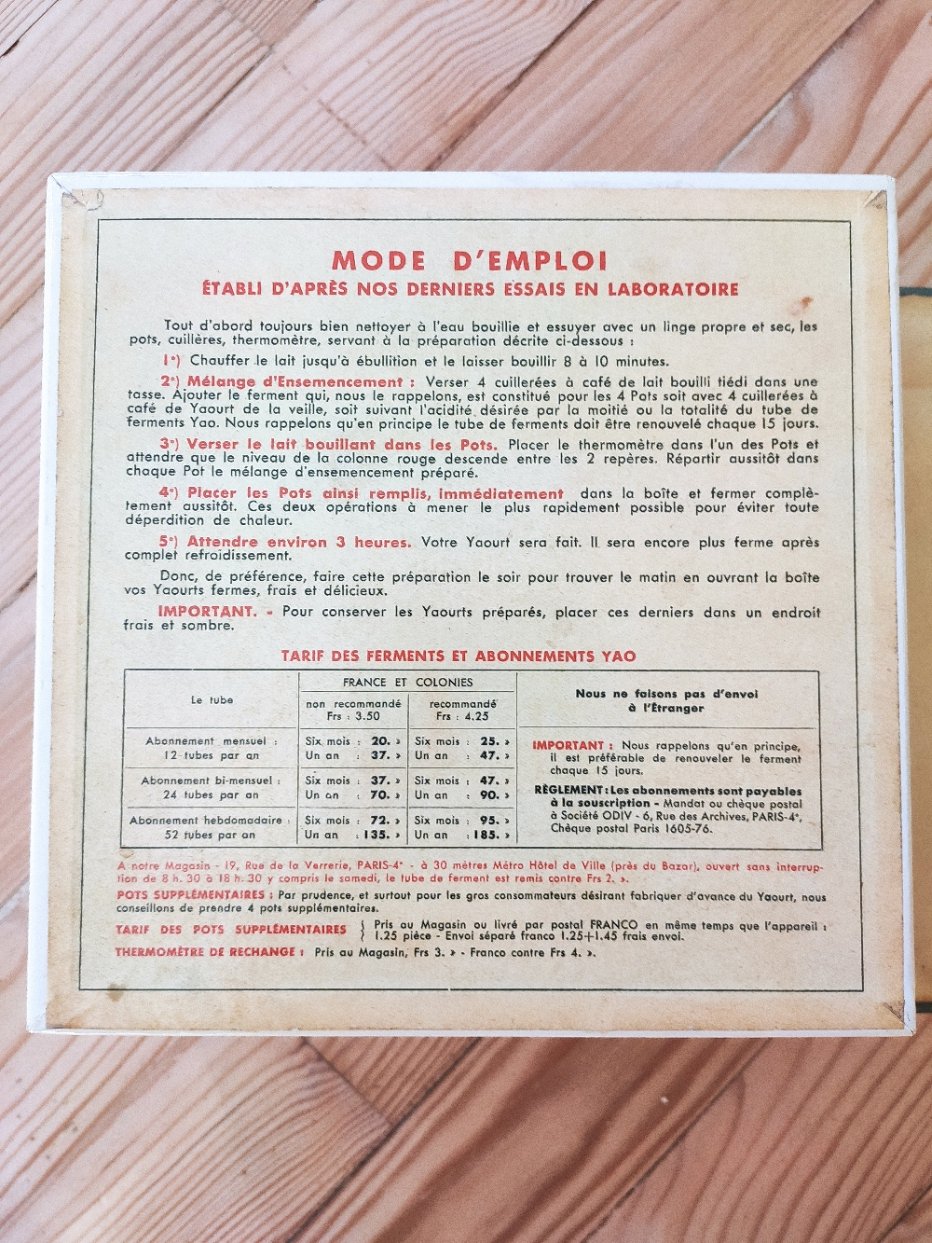 MODE D'EMPLOI
ÉTABLI D'APRÈS NOS DERNIERS ESSAIS EN LABORATOIRE
Tout d'abord toujours bien nettoyer à l'eau bouillie et essuyer avec un linge propre et sec, les
pots, cuillères, thermomètre, servant à la préparation décrite ci-dessous :
1°) Chauffer le lait jusqu'à ébullition et le laisser bouillir 8 à 10 minutes.
2°) Mélange d'Ensemencement : Verser 4 cuillerées à café de lait bouilli tiédi dans une
tasse. Ajouter le ferment qui, nous le rappelons, est constitué pour les 4 Pots soit avec 4 cuillerées à
café de Yaourt de la veille, soit suivant l'acidité désirée par la moitié ou la totalité du tube de
ferments Yao. Nous rappelons qu'en principe le tube de ferments doit être renouvelé chaque 15 jours.
3°) Verser le lait bouillant dans les Pots. Placer le thermomètre dans l'un des Pots et
attendre que le niveau de la colonne rouge descende entre les 2 repères. Répartir aussitôt dans
chaque Pot le mélange d'ensemencement préparé.
4°) Placer les Pots ainsi remplis, immédiatement dans la boîte et fermer complè-
tement aussitôt. Ces deux opérations à mener le plus rapidement possible pour éviter toute
déperdition de chaleur.
5°) Attendre environ 3 heures. Votre Yaourt sera fait. Il sera encore plus ferme après
complet refroidissement.
Donc, de préférence, faire cette préparation le soir pour trouver le matin en ouvrant la boîte
vos Yaourts fermes, frais et délicieux.
IMPORTANT. - Pour conserver les Yaourts préparés, placer ces derniers dans un endroit
frais et sombre.
TARIF DES FERMENTS ET ABONNEMENTS YAO
Le tube
FRANCE ET COLONIES
non recommandé
Frs : 3.50
recommandé
Frs : 4.25
Abonnement mensuel :
12 tubes par an
Six mois : 20. »
Un an : 37. »
Six mois : 25. »
Un an : 47. »
Abonnement bi-mensuel :
24 tubes par an
Six mois : 37. »
Un an : 70. »
Six mois : 47. »
Un an : 90. »
Abonnement hebdomadaire :
52 tubes par an
Six mois : 72. »
Un an : 135. »
Six mois : 95. »
Un an : 185. »
Nous ne faisons pas d'envoi
à l'Étranger
IMPORTANT : Nous rappelons qu'en principe,
il est préférable de renouveler le ferment
chaque 15 jours.
RÈGLEMENT : Les abonnements sont payables
à la souscription - Mandat ou chèque postal
à Société ODIV - 6, Rue des Archives, PARIS-4°,
Chèque postal Paris 1605-76.
A notre Magasin - 19, Rue de la Verrerie, PARIS-4° - à 30 mètres Métro Hôtel de Ville (près du Bazar), ouvert sans interrup-
tion de 8 h. 30 à 18 h. 30 y compris le samedi, le tube de ferment est remis contre Frs 2. ».
POTS SUPPLÉMENTAIRES : Par prudence, et surtout pour les gros consommateurs désirant fabriquer d'avance du Yaourt, nous
conseillons de prendre 4 pots supplémentaires.
TARIF DES POTS SUPPLÉMENTAIRES } Pris au Magasin ou livré par postal FRANCO en même temps que l'appareil :
1.25 pièce - Envoi séparé franco 1.25+1.45 frais envoi.
THERMOMÈTRE DE RECHANGE : Pris au Magasin, Frs 3. » - Franco contre Frs 4. ».